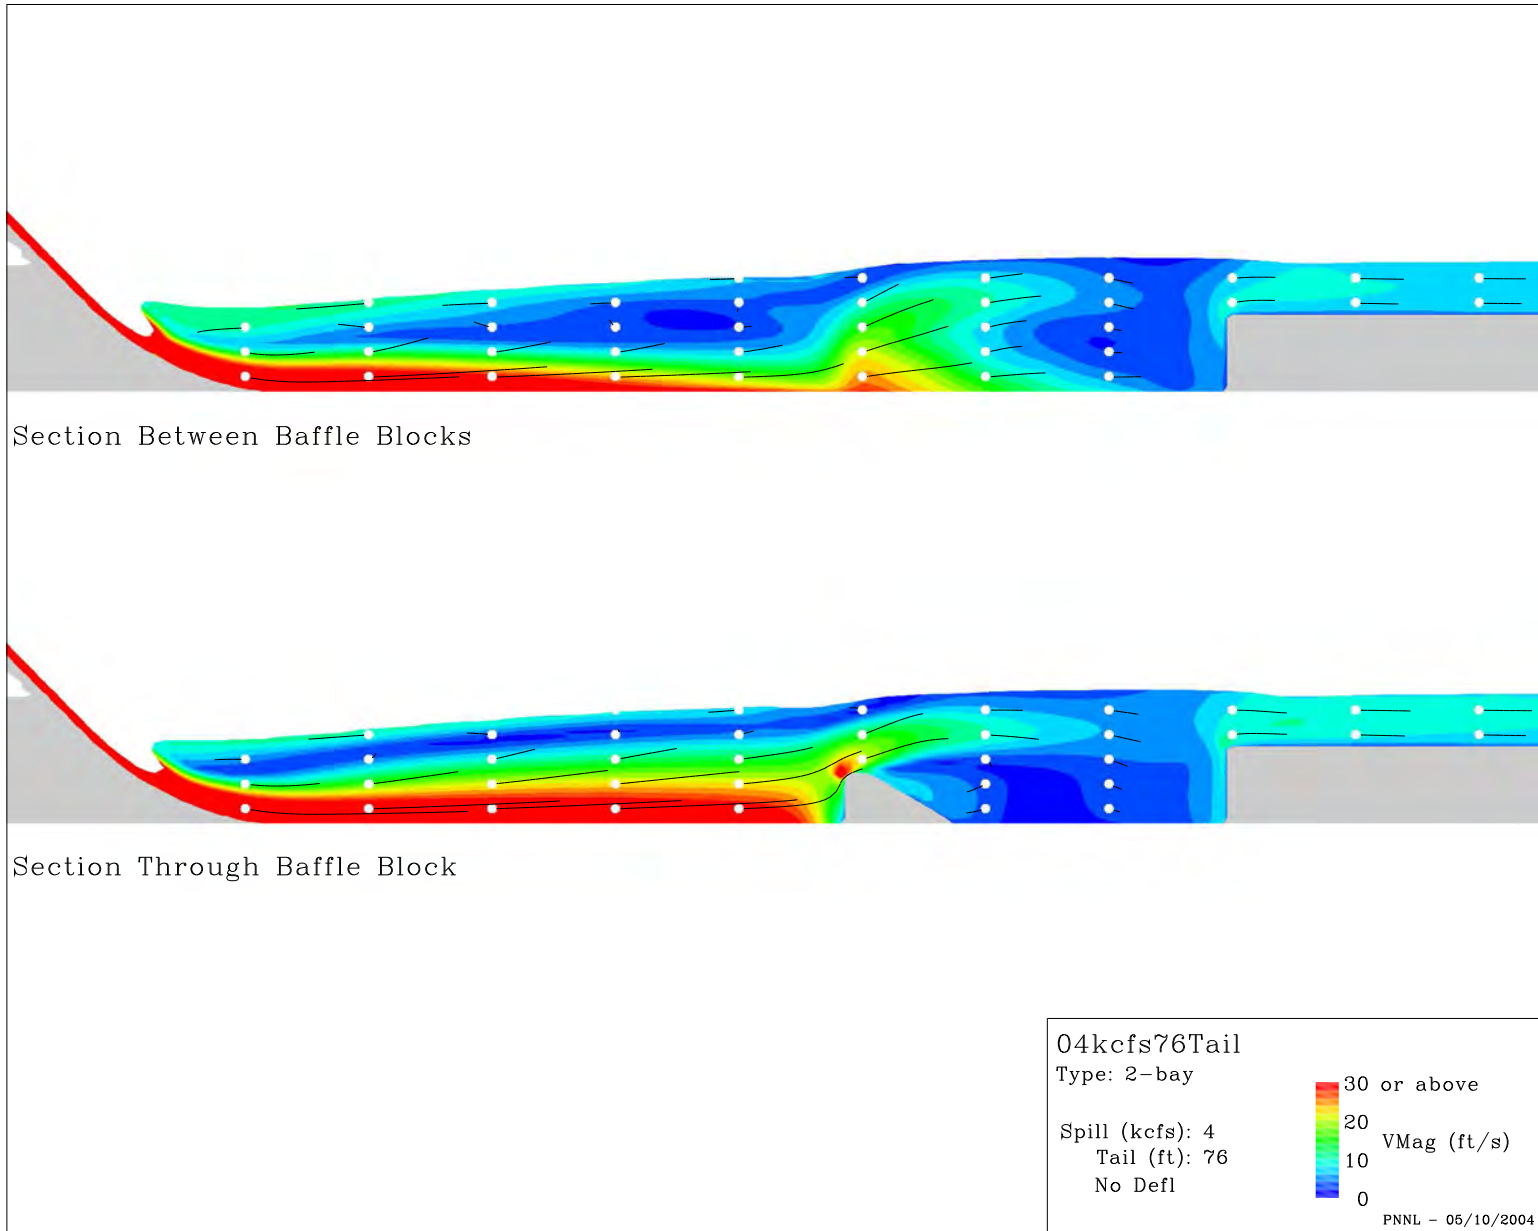 Section Between Baffle Blocks
Section Through Baffle Block
04kcfs76Tail
Type: 2-bay
Spill (kcfs): 4
Tail (ft): 76
No Defl
30 or above
20
VMag (ft/s)
10
0
PNNL - 05/10/2004